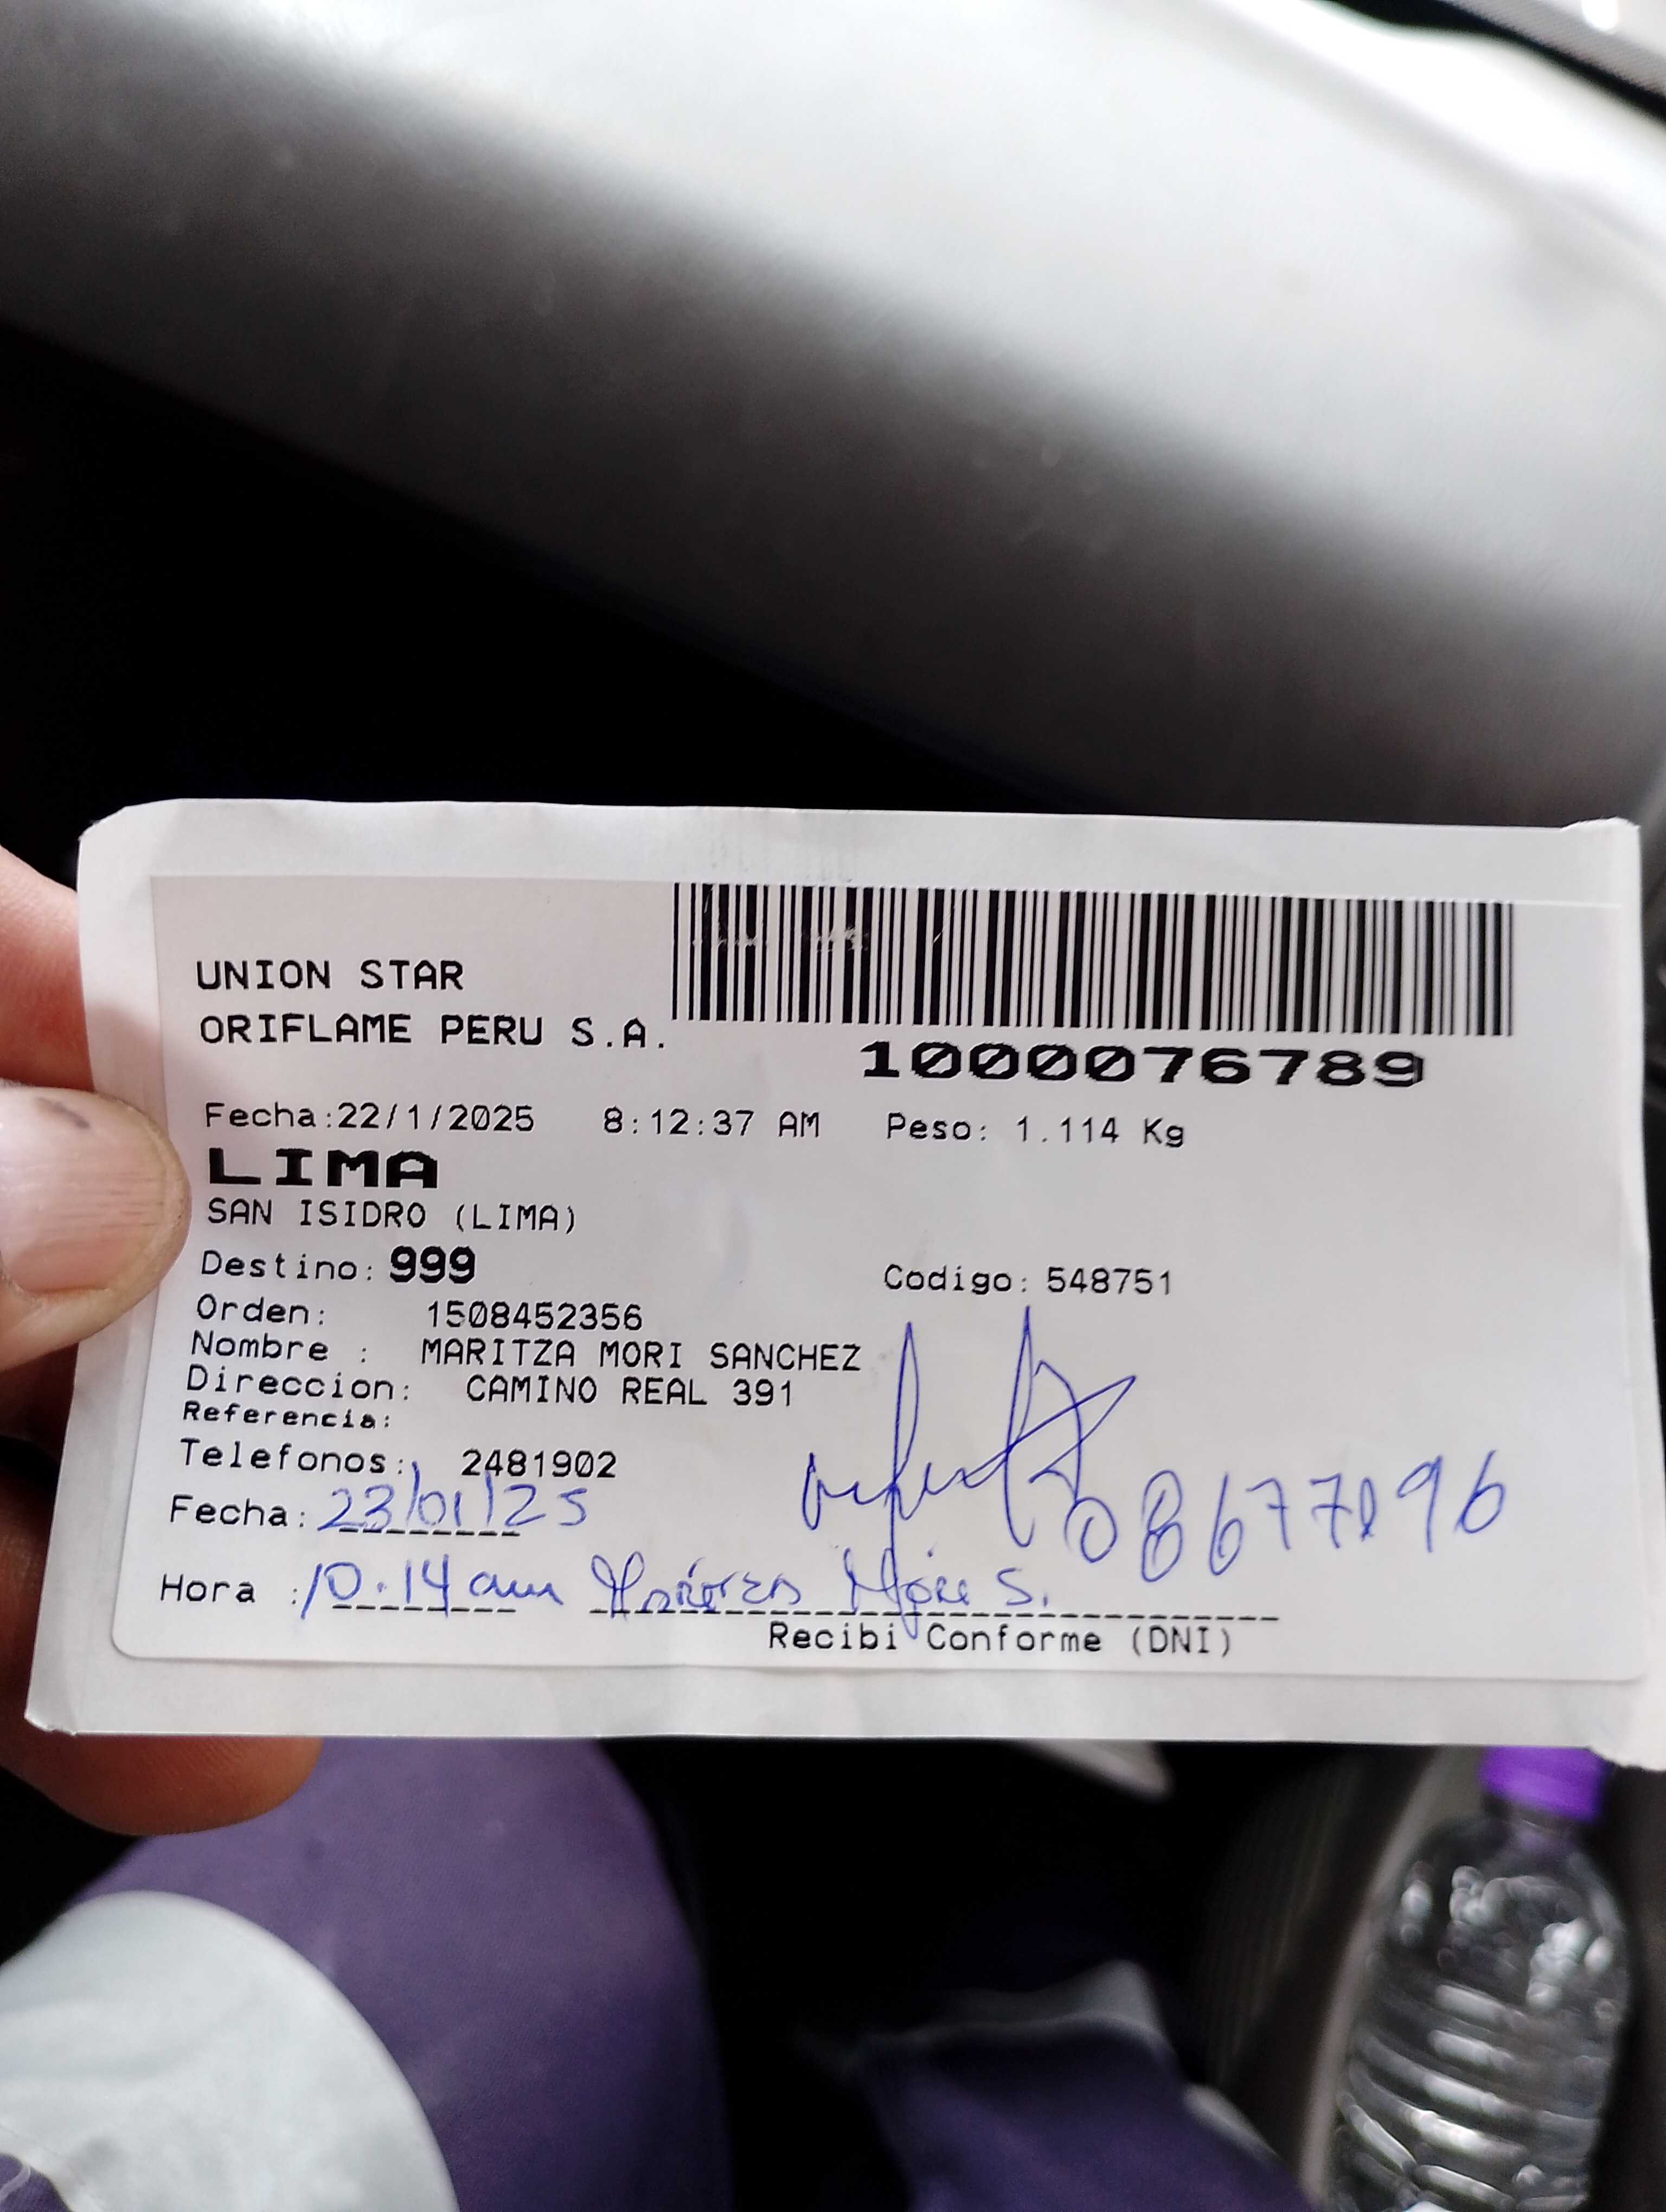 UNION STAR
ORIFLAME PERU S.A.
1000076789
Fecha:22/1/2025 8:12:37 AM Peso: 1.114 Kg
LIMA
SAN ISIDRO (LIMA)
Destino: 999 Codigo: 548751
Orden: 1508452356
Nombre : MARITZA MORI SANCHEZ
Direccion: CAMINO REAL 391
Referencia:
Telefonos: 2481902
Fecha: 23/01/25
Hora : 10.14 am Mori S.
Recibi Conforme (DNI)